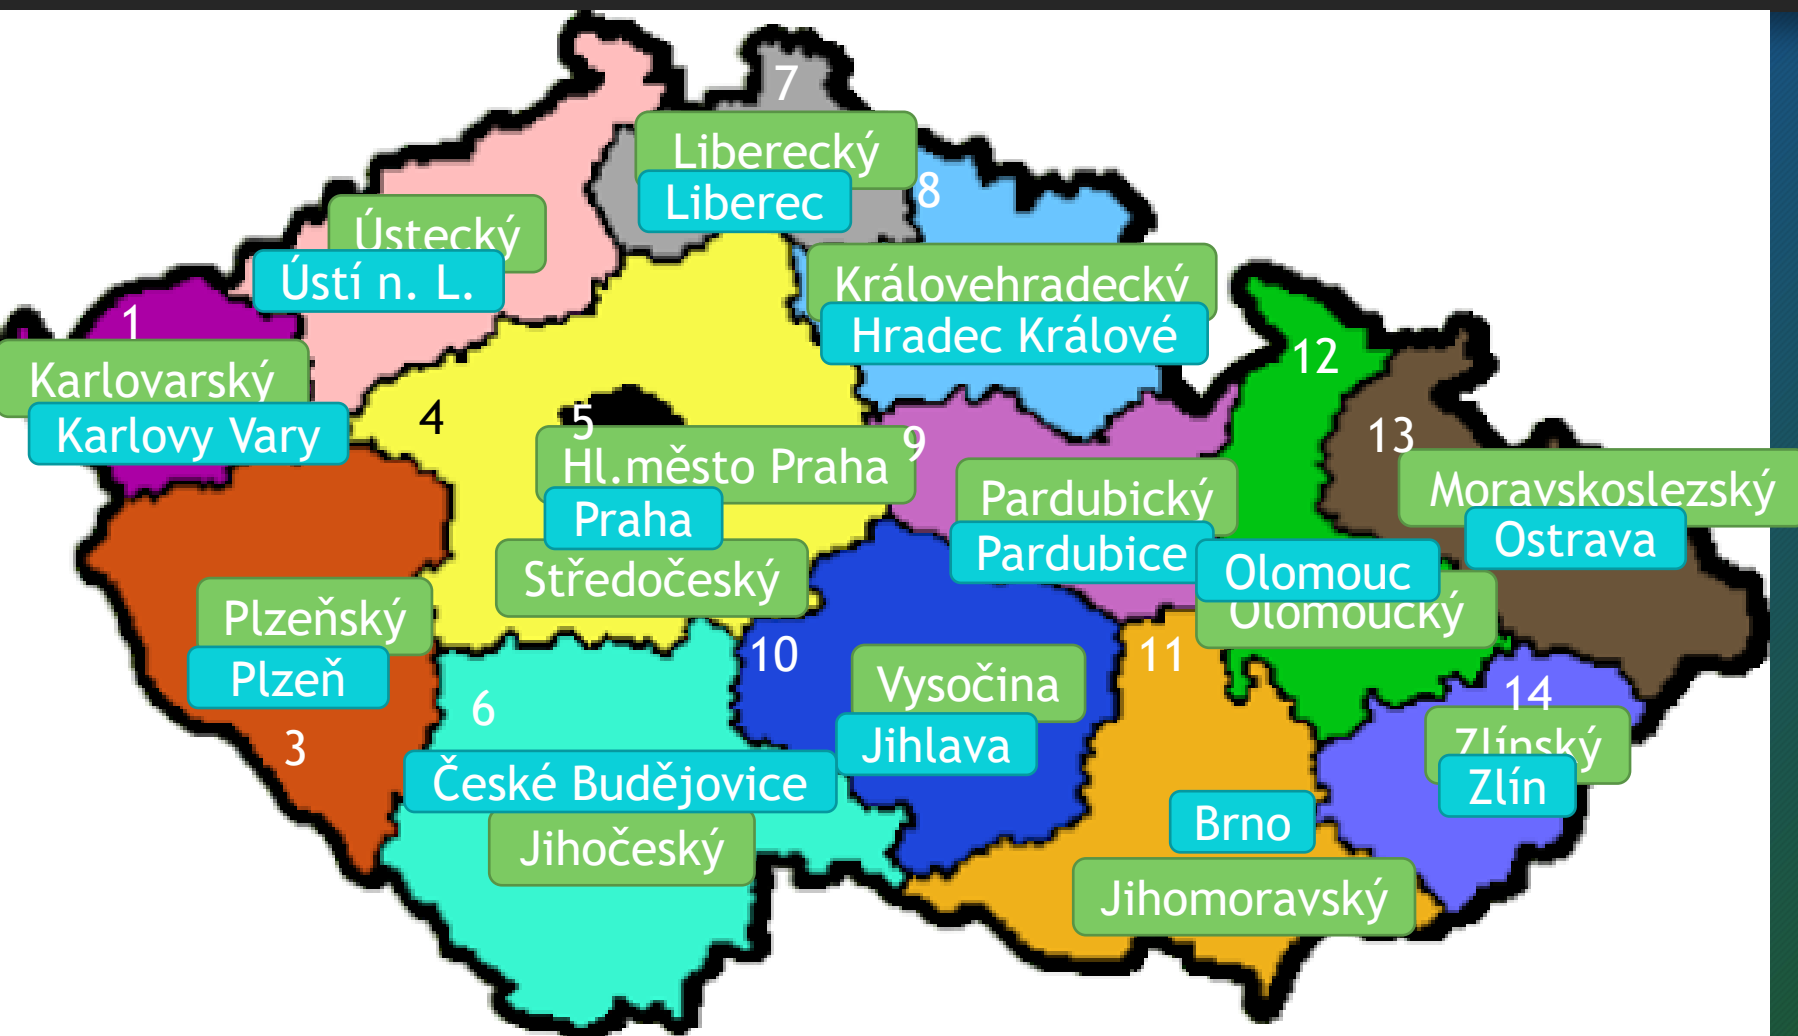 7
Liberecký
Liberec
8
Ústecký
Ústí n. L.
Královehradecký
Hradec Králové
1
Karlovarský
Karlovy Vary
12
4
5
Hl.město Praha
Praha
Středočeský
9
Pardubický
Pardubice
13
Moravskoslezský
Ostrava
Olomouc
Olomoucký
Plzeňský
Plzeň
3
6
České Budějovice
Jihočeský
10
Vysočina
Jihlava
11
Brno
Jihomoravský
14
Zlínský
Zlín